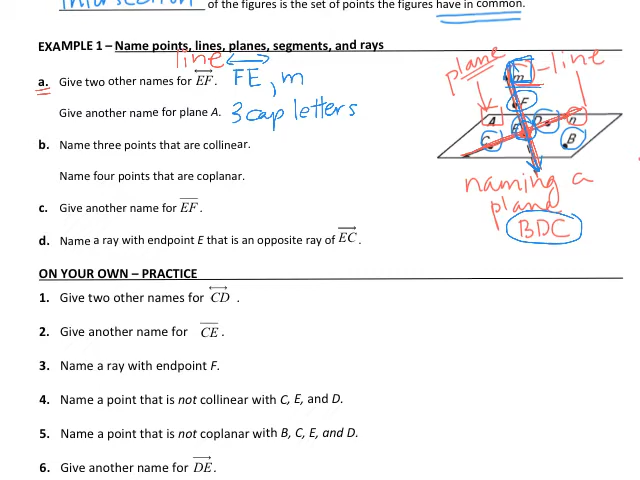 intersection of the figures is the set of points the figures have in common.
EXAMPLE 1 – Name points, lines, planes, segments, and rays
line
a. Give two other names for EF. FE, m
Give another name for plane A. 3 cap letters
b. Name three points that are collinear.
Name four points that are coplanar.
c. Give another name for EF.
d. Name a ray with endpoint E that is an opposite ray of EC.
plane
m
-line
F
A
E
D
n
C
B
naming a
plane
BDC
ON YOUR OWN – PRACTICE
1. Give two other names for CD .
2. Give another name for CE .
3. Name a ray with endpoint F.
4. Name a point that is not collinear with C, E, and D.
5. Name a point that is not coplanar with B, C, E, and D.
6. Give another name for DE .